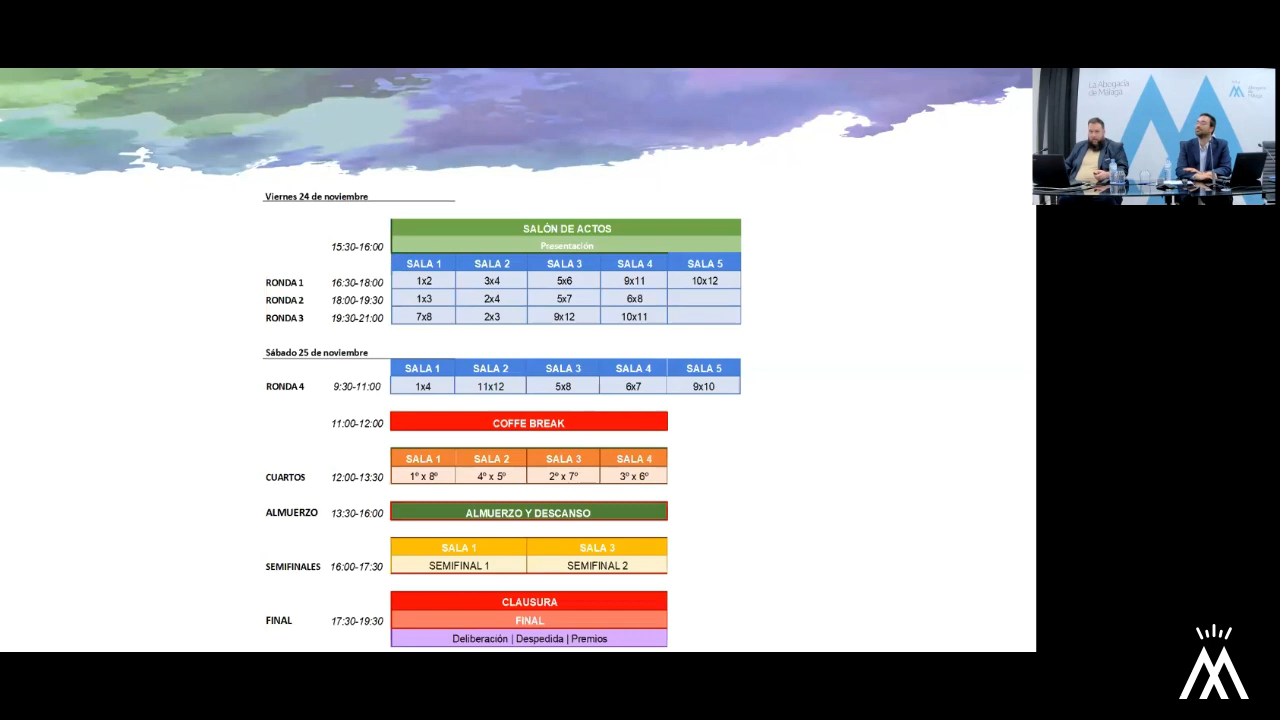 La Abogacía
de Málaga
Viernes 24 de noviembre
SALÓN DE ACTOS
15:30-16:00 Presentación
SALA 1 SALA 2 SALA 3 SALA 4 SALA 5
RONDA 1 16:30-18:00 1x2 3x4 5x6 9x11 10x12
RONDA 2 18:00-19:30 1x3 2x4 5x7 6x8
RONDA 3 19:30-21:00 7x8 2x3 9x12 10x11
Sábado 25 de noviembre
SALA 1 SALA 2 SALA 3 SALA 4 SALA 5
RONDA 4 9:30-11:00 1x4 11x12 5x8 6x7 9x10
11:00-12:00 COFFE BREAK
SALA 1 SALA 2 SALA 3 SALA 4
CUARTOS 12:00-13:30 1º x 8º 4º x 5º 2º x 7º 3º x 6º
ALMUERZO 13:30-16:00 ALMUERZO Y DESCANSO
SALA 1 SALA 3
SEMIFINALES 16:00-17:30 SEMIFINAL 1 SEMIFINAL 2
CLAUSURA
FINAL 17:30-19:30 FINAL
Deliberación | Despedida | Premios